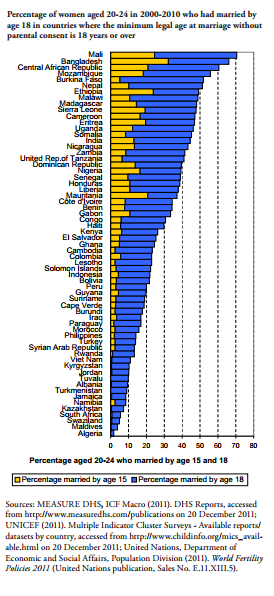 Percentage of women aged 20-24 in 2000-2010 who had married by
age 18 in countries where the minimum legal age at marriage without
parental consent is 18 years or over
Mali
Bangladesh
Central African Republic
Mozambique
Burkina Faso
Nepal
Ethiopia
Malawi
Madagascar
Sierra Leone
Cameroon
Eritrea
Uganda
Somalia
India
Nicaragua
Zambia
United Rep.of Tanzania
Dominican Republic
Nigeria
Senegal
Honduras
Liberia
Mauritania
Côte d'Ivoire
Benin
Gabon
Congo
Haiti
Kenya
El Salvador
Ghana
Cambodia
Colombia
Lesotho
Solomon Islands
Indonesia
Bolivia
Peru
Guyana
Suriname
Cape Verde
Burundi
Iraq
Paraguay
Morocco
Philippines
Turkey
Syrian Arab Republic
Rwanda
Viet Nam
Kyrgyzstan
Jordan
Tuvalu
Albania
Turkmenistan
Jamaica
Namibia
Kazakhstan
South Africa
Swaziland
Maldives
Algeria
0 10 20 30 40 50 60 70 80
Percentage aged 20-24 who married by age 15 and 18
Percentage married by age 15 Percentage married by age 18
Sources: MEASURE DHS, ICF Macro (2011). DHS Reports, accessed
from http://www.measuredhs.com/publications on 20 December 2011;
UNICEF (2011). Multiple Indicator Cluster Surveys - Available reports/
datasets by country, accessed from http://www.childinfo.org/mics_avail-
able.html on 20 December 2011; United Nations, Department of
Economic and Social Affairs, Population Division (2011). World Fertility
Policies 2011 (United Nations publication, Sales No. E.11.XIII.5).